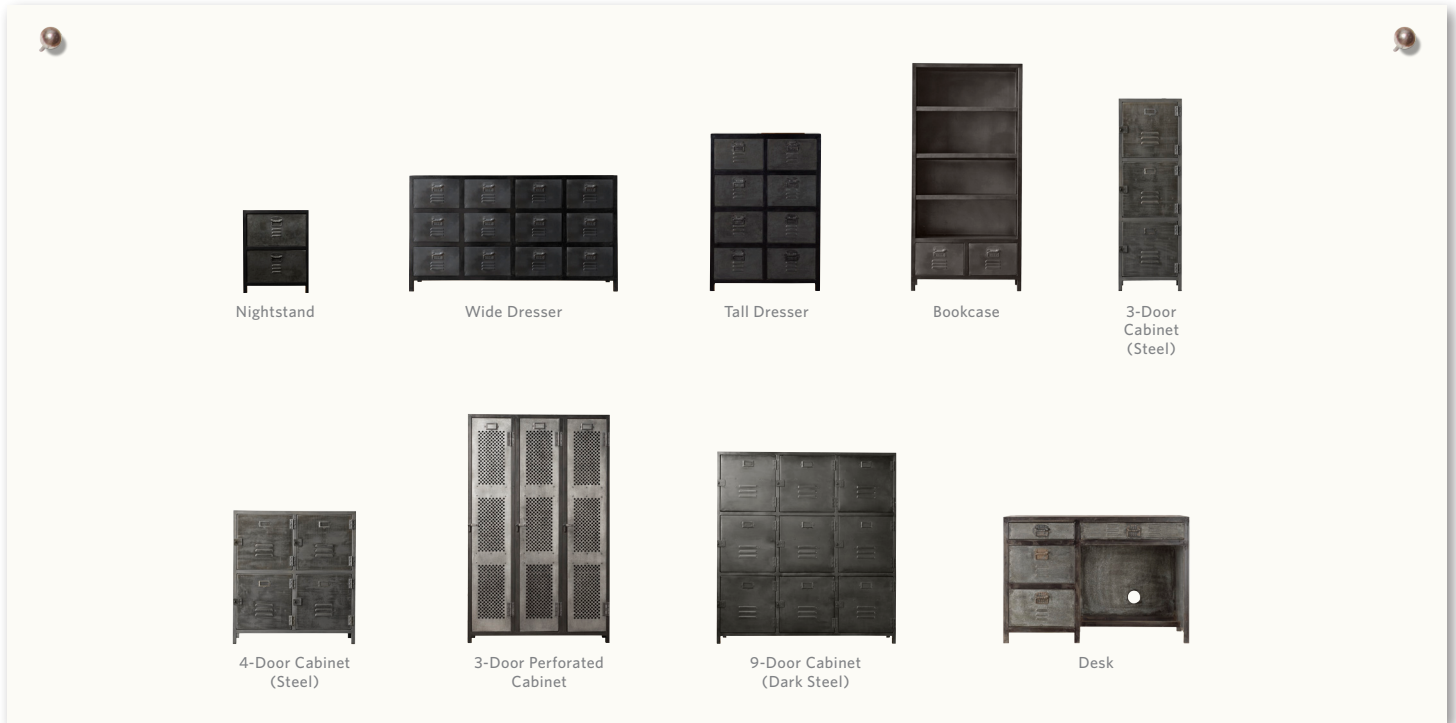 Nightstand
Wide Dresser
Tall Dresser
Bookcase
3-Door
Cabinet
(Steel)
4-Door Cabinet
(Steel)
3-Door Perforated
Cabinet
9-Door Cabinet
(Dark Steel)
Desk